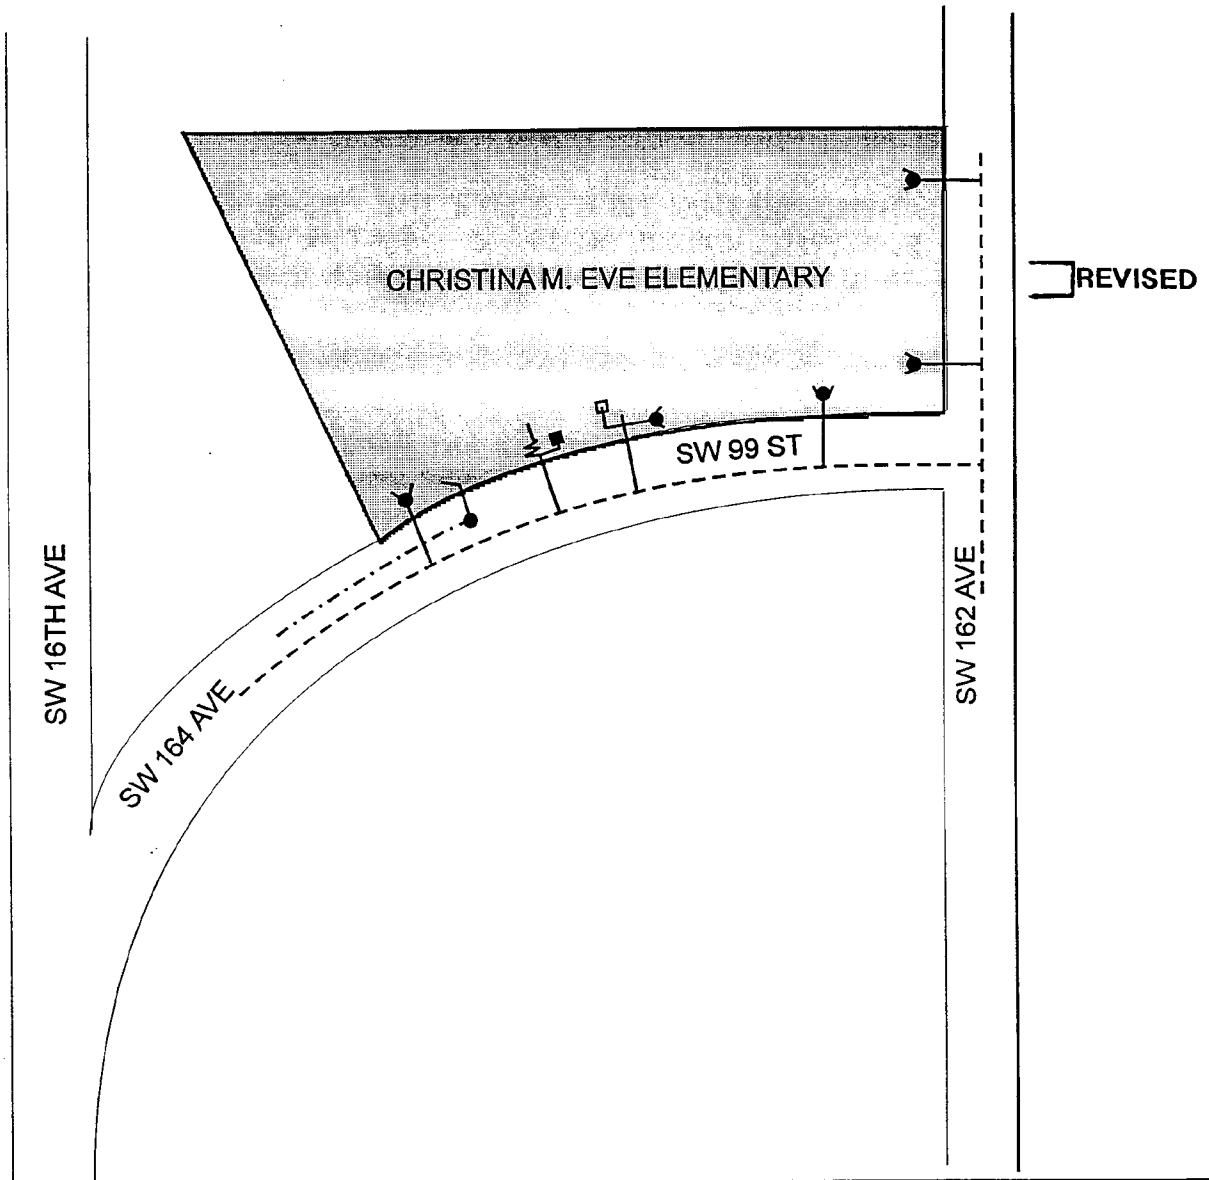 CHRISTINA M. EVE ELEMENTARY
REVISED
SW 99 ST
SW 16TH AVE
SW 162 AVE
SW 164 AVE